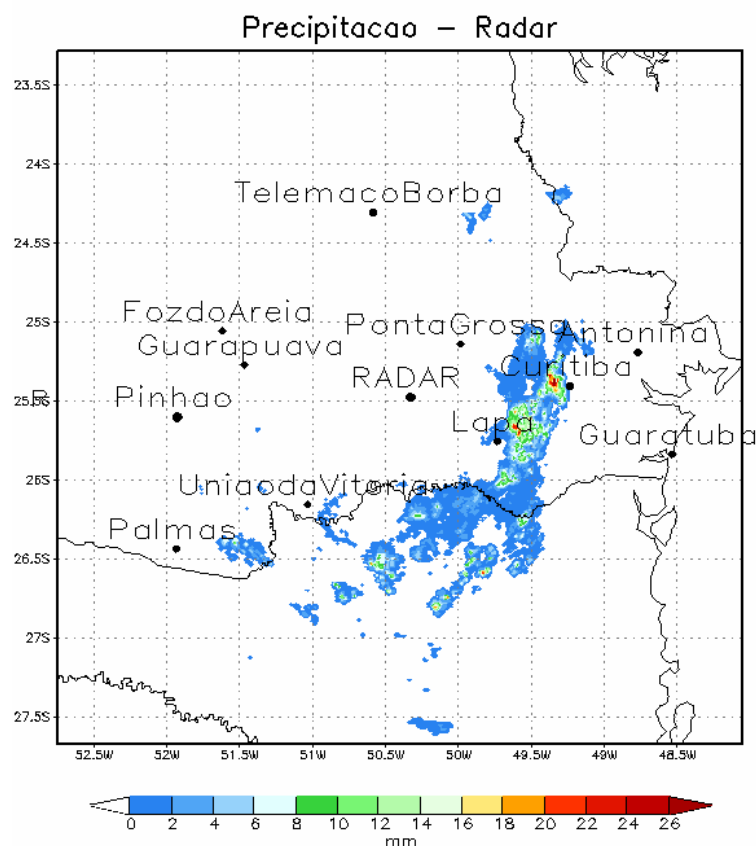 Precipitacao – Radar
23.5S
24S
TelemacoBorba
24.5S
FozdoAreia
25S
PontaGrossa
Antonina
Guarapuava
Curitiba
RADAR
25.5S
Pinhao
Lapa
Guaratuba
26S
UniaodaVitoria
Palmas
26.5S
27S
27.5S
52.5W 52W 51.5W 51W 50.5W 50W 49.5W 49W 48.5W
0 2 4 6 8 10 12 14 16 18 20 22 24 26
mm